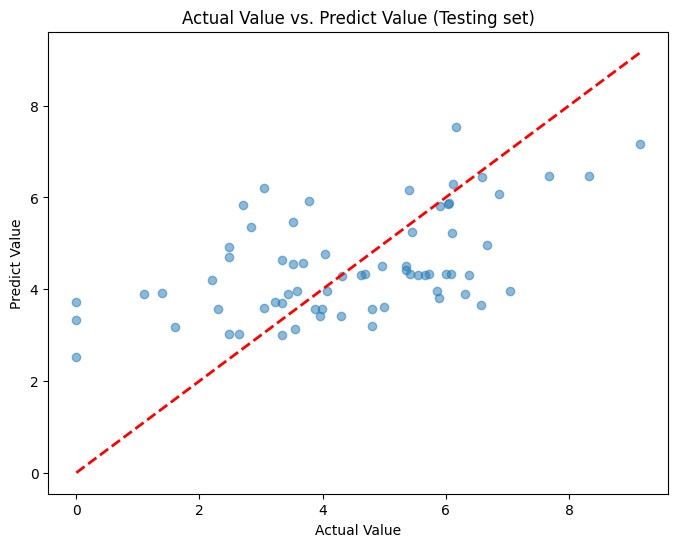 Actual Value vs. Predict Value (Testing set)
Predict Value
8
6
4
2
0
0 2 4 6 8
Actual Value